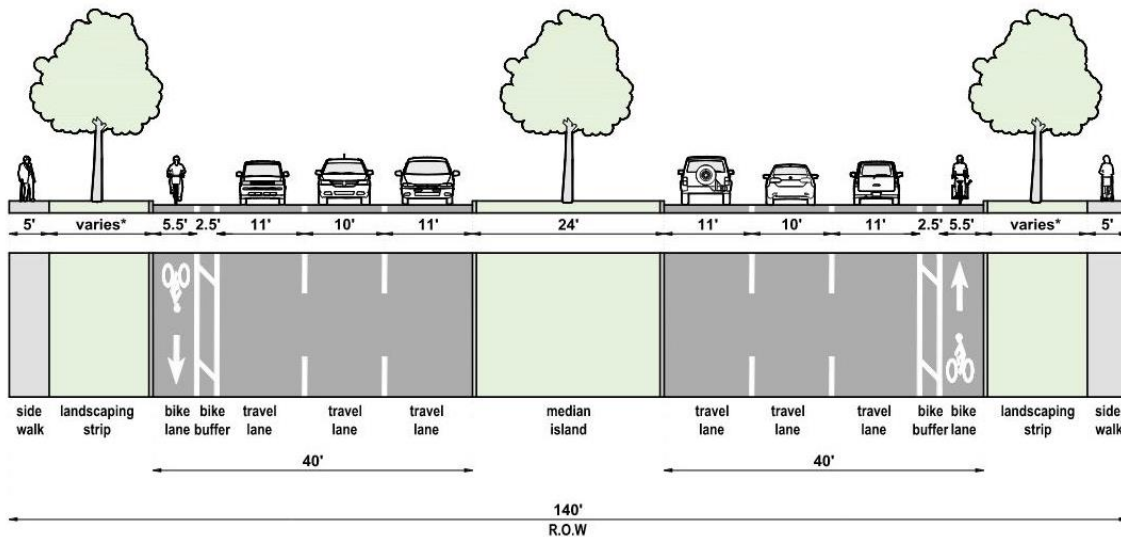 5' varies* 5.5' 2.5' 11' 10' 11' 24' 11' 10' 11' 2.5' 5.5' varies* 5'
side walk
landscaping strip
bike lane
bike buffer
travel lane
travel lane
travel lane
median island
travel lane
travel lane
travel lane
bike buffer
bike lane
landscaping strip
side walk
40' 40'
140'
R.O.W